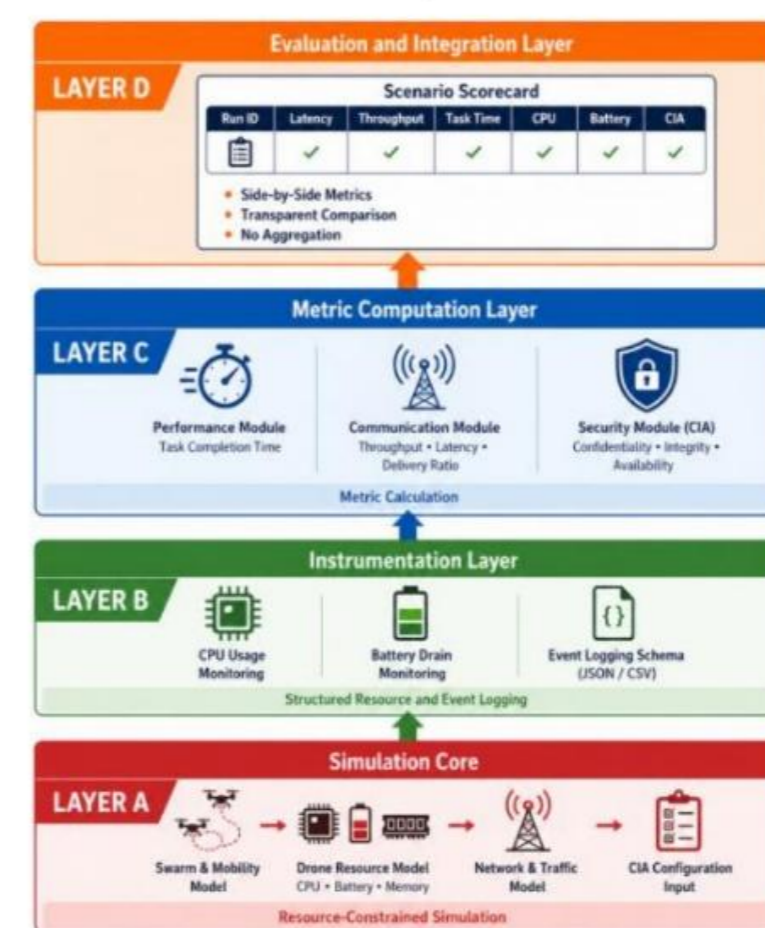 Evaluation and Integration Layer
LAYER D
Scenario Scorecard
Run ID Latency Throughput Task Time CPU Battery CIA
• Side-by-Side Metrics
• Transparent Comparison
• No Aggregation
Metric Computation Layer
LAYER C
Performance Module
Task Completion Time
Communication Module
Throughput • Latency •
Delivery Ratio
Security Module (CIA)
Confidentiality • Integrity •
Availability
Metric Calculation
Instrumentation Layer
LAYER B
CPU Usage
Monitoring
Battery Drain
Monitoring
{ }
Event Logging Schema
(JSON / CSV)
Structured Resource and Event Logging
Simulation Core
LAYER A
Swarm & Mobility
Model
Drone Resource Model
CPU • Battery • Memory
Network & Traffic
Model
CIA Configuration
Input
Resource-Constrained Simulation